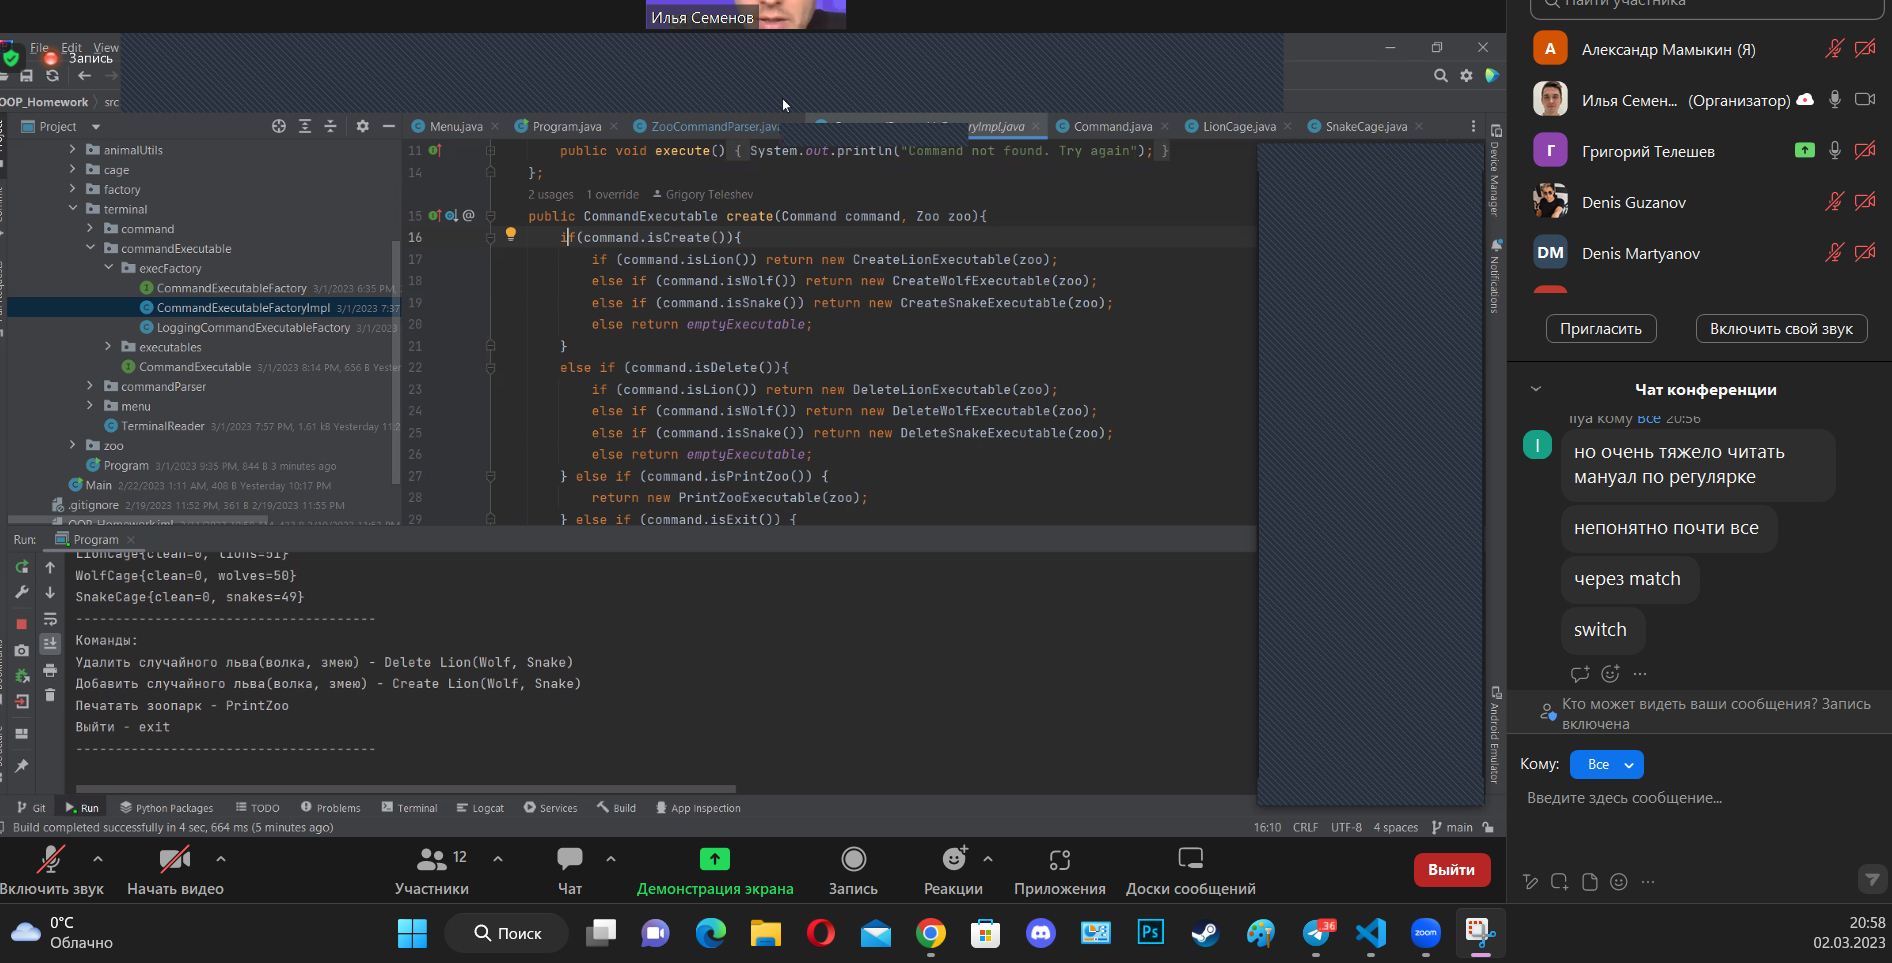 Илья Семенов
File Edit View
Запись
OOP_Homework src
Project
Menu.java
Program.java
ZooCommandParser.java
ryImpl.java
Command.java
LionCage.java
SnakeCage.java
animalUtils
cage
factory
terminal
command
commandExecutable
execFactory
CommandExecutableFactory 3/1/2023 6:35 PM,
CommandExecutableFactoryImpl 3/1/2023 7:37
LoggingCommandExecutableFactory 3/1/2023
executables
CommandExecutable 3/1/2023 8:14 PM, 656 B Yester
commandParser
menu
TerminalReader 3/1/2023 7:57 PM, 1.61 kB Yesterday 11:2
zoo
Program 3/1/2023 9:35 PM, 844 B 3 minutes ago
Main 2/22/2023 1:11 AM, 408 B Yesterday 10:17 PM
.gitignore 2/19/2023 11:52 PM, 361 B 2/19/2023 11:55 PM
11 public void execute() { System.out.println("Command not found. Try again"); }
14 };
2 usages 1 override Grigory Teleshev
15 public CommandExecutable create(Command command, Zoo zoo){
16 if(command.isCreate()){
17 if (command.isLion()) return new CreateLionExecutable(zoo);
18 else if (command.isWolf()) return new CreateWolfExecutable(zoo);
19 else if (command.isSnake()) return new CreateSnakeExecutable(zoo);
20 else return emptyExecutable;
21 }
22 else if (command.isDelete()){
23 if (command.isLion()) return new DeleteLionExecutable(zoo);
24 else if (command.isWolf()) return new DeleteWolfExecutable(zoo);
25 else if (command.isSnake()) return new DeleteSnakeExecutable(zoo);
26 else return emptyExecutable;
27 } else if (command.isPrintZoo()) {
28 return new PrintZooExecutable(zoo);
29 } else if (command.isExit()) {
Device Manager
Notifications
Android Emulator
Run: Program
LionCage{clean=0, lions=51}
WolfCage{clean=0, wolves=50}
SnakeCage{clean=0, snakes=49}
--------------------------------------
Команды:
Удалить случайного льва(волка, змею) - Delete Lion(Wolf, Snake)
Добавить случайного льва(волка, змею) - Create Lion(Wolf, Snake)
Печатать зоопарк - PrintZoo
Выйти - exit
--------------------------------------
Git Run Python Packages TODO Problems Terminal Logcat Services Build App Inspection
Build completed successfully in 4 sec, 664 ms (5 minutes ago)
16:10 CRLF UTF-8 4 spaces main
Найти участника
А Александр Мамыкин (Я)
Илья Семен... (Организатор)
Г Григорий Телешев
Denis Guzanov
DM Denis Martyanov
Пригласить
Включить свой звук
Чат конференции
Ilya кому Все 20:56
I
но очень тяжело читать
мануал по регулярке
непонятно почти все
через match
switch
Кто может видеть ваши сообщения? Запись
включена
Кому: Все
Введите здесь сообщение...
Включить звук
Начать видео
12
Участники
Чат
Демонстрация экрана
Запись
Реакции
Приложения
Доски сообщений
Выйти
0°C
Облачно
Поиск
Ps
36
zoom
20:58
02.03.2023